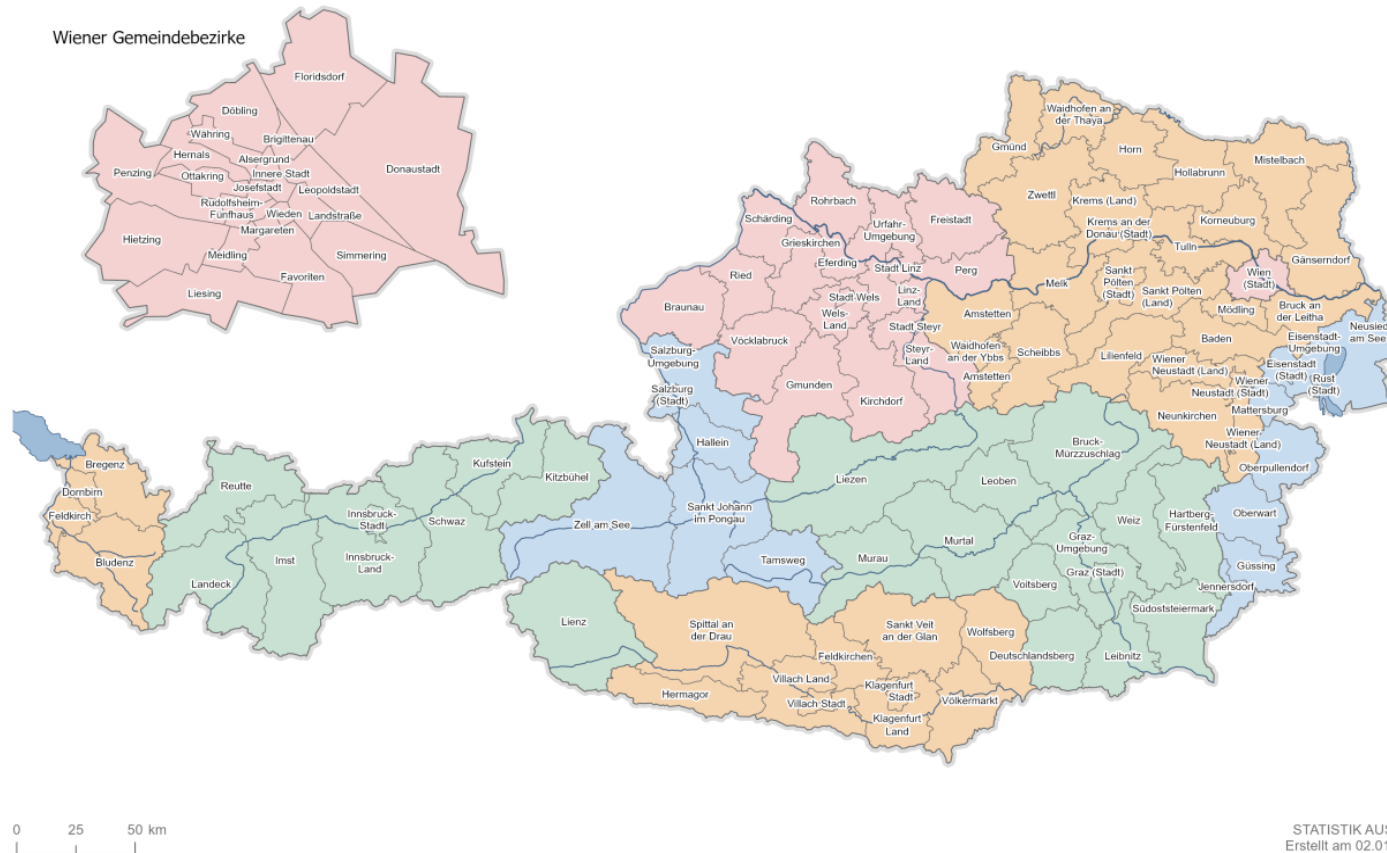 Wiener Gemeindebezirke
Floridsdorf
Döbling
Währing
Brigittenau
Hernals
Alsergrund
Penzing
Ottakring
Innere Stadt
Donaustadt
Josefstadt
Leopoldstadt
Rudolfsheim-
Fünfhaus
Wieden
Landstraße
Margareten
Hietzing
Meidling
Simmering
Favoriten
Liesing
Waidhofen an
der Thaya
Gmünd
Horn
Mistelbach
Hollabrunn
Zwettl
Krems (Land)
Korneuburg
Krems an der
Donau (Stadt)
Tulln
Gänserndorf
Rohrbach
Schärding
Urfahr-
Umgebung
Freistadt
Grieskirchen
Eferding
Stadt Linz
Perg
Ried
Linz-
Land
Braunau
Stadt-Wels
Wels-
Land
Stadt Steyr
Vöcklabruck
Steyr-
Land
Gmunden
Kirchdorf
Melk
Sankt
Pölten
(Stadt)
Sankt Pölten
(Land)
Wien
(Stadt)
Mödling
Bruck an
der Leitha
Amstetten
Waidhofen
an der Ybbs
Amstetten
Scheibbs
Lilienfeld
Baden
Wiener
Neustadt (Land)
Wiener
Neustadt (Stadt)
Neunkirchen
Wiener
Neustadt (Land)
Eisenstadt-
Umgebung
Neusied
am See
Eisenstadt
(Stadt)
Rust
(Stadt)
Mattersburg
Oberpullendorf
Oberwart
Güssing
Jennersdorf
Salzburg-
Umgebung
Salzburg
(Stadt)
Hallein
Zell am See
Sankt Johann
im Pongau
Tamsweg
Bregenz
Dornbirn
Feldkirch
Bludenz
Reutte
Landeck
Imst
Innsbruck-
Stadt
Innsbruck-
Land
Schwaz
Kufstein
Kitzbühel
Lienz
Liezen
Leoben
Bruck-
Mürzzuschlag
Murau
Murtal
Weiz
Hartberg-
Fürstenfeld
Graz-
Umgebung
Graz (Stadt)
Voitsberg
Südoststeiermark
Deutschlandsberg
Leibnitz
Spittal an
der Drau
Sankt Veit
an der Glan
Wolfsberg
Feldkirchen
Hermagor
Villach Land
Villach Stadt
Klagenfurt
Stadt
Klagenfurt
Land
Völkermarkt
0 25 50 km
STATISTIK AUS
Erstellt am 02.01